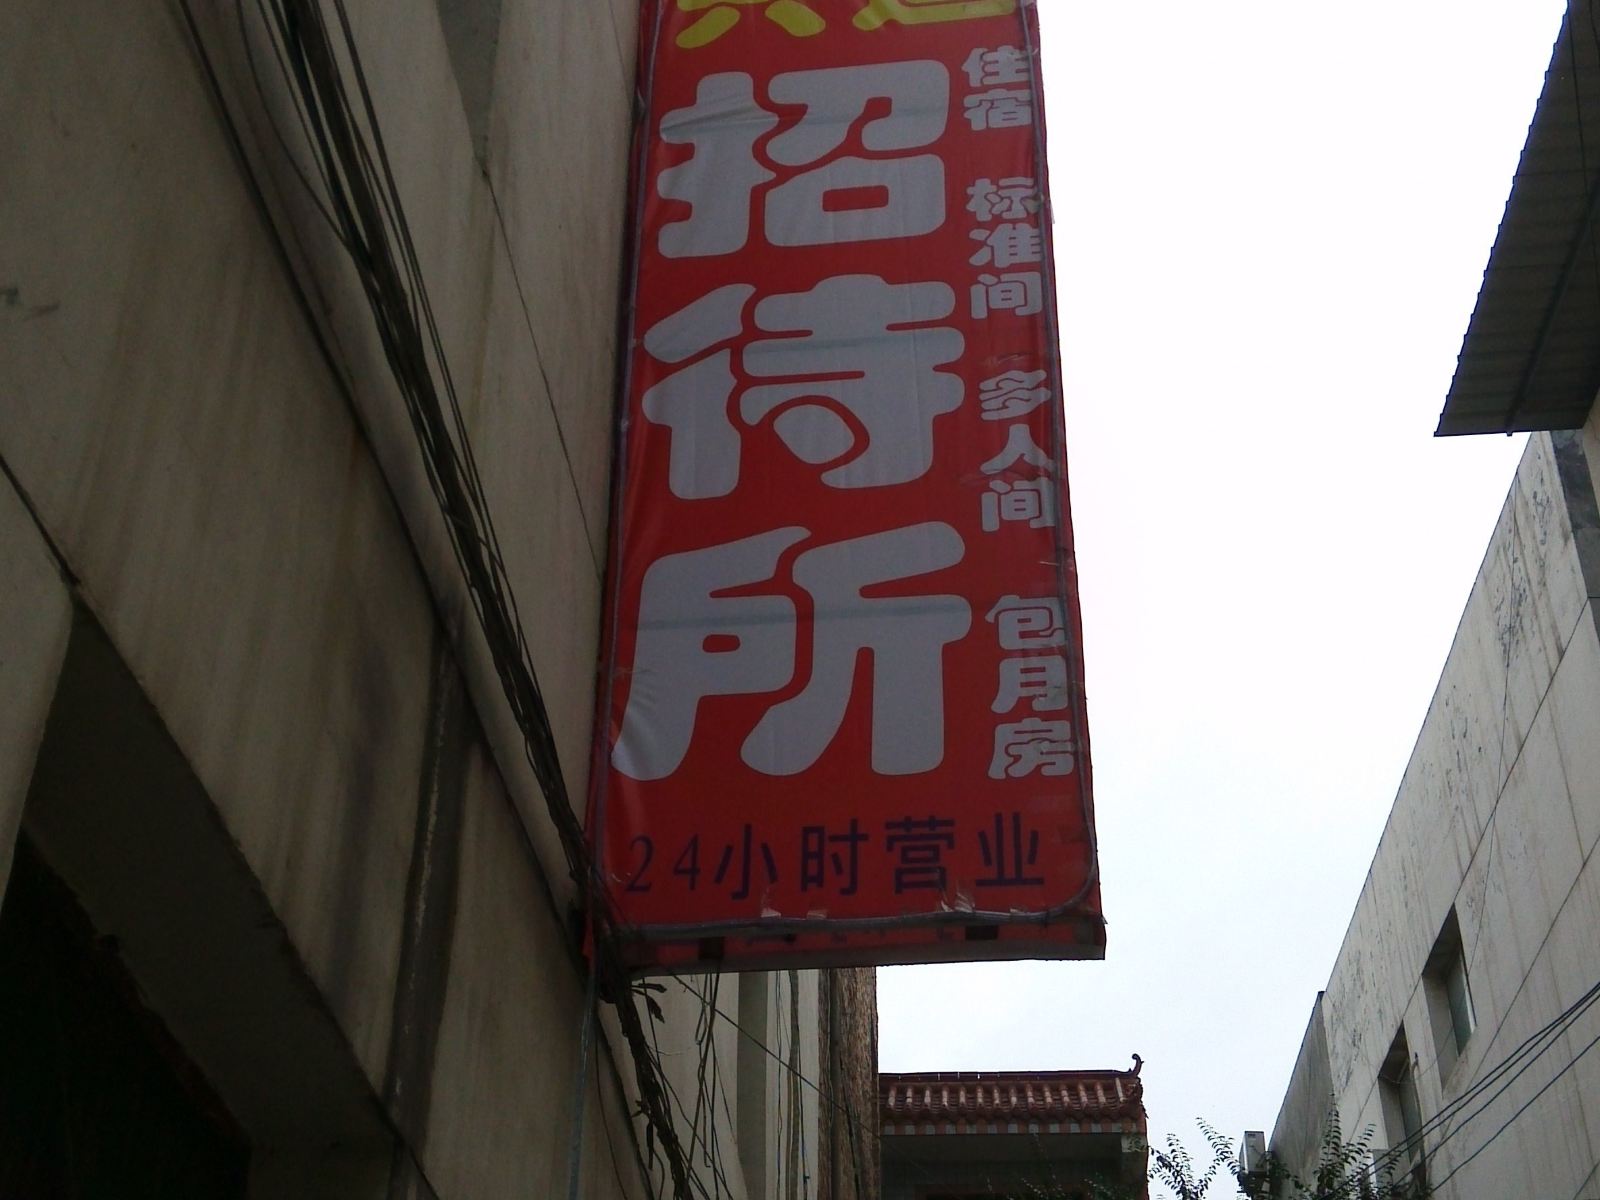 招待所
住宿 标准间 多人间 包月房
24小时营业